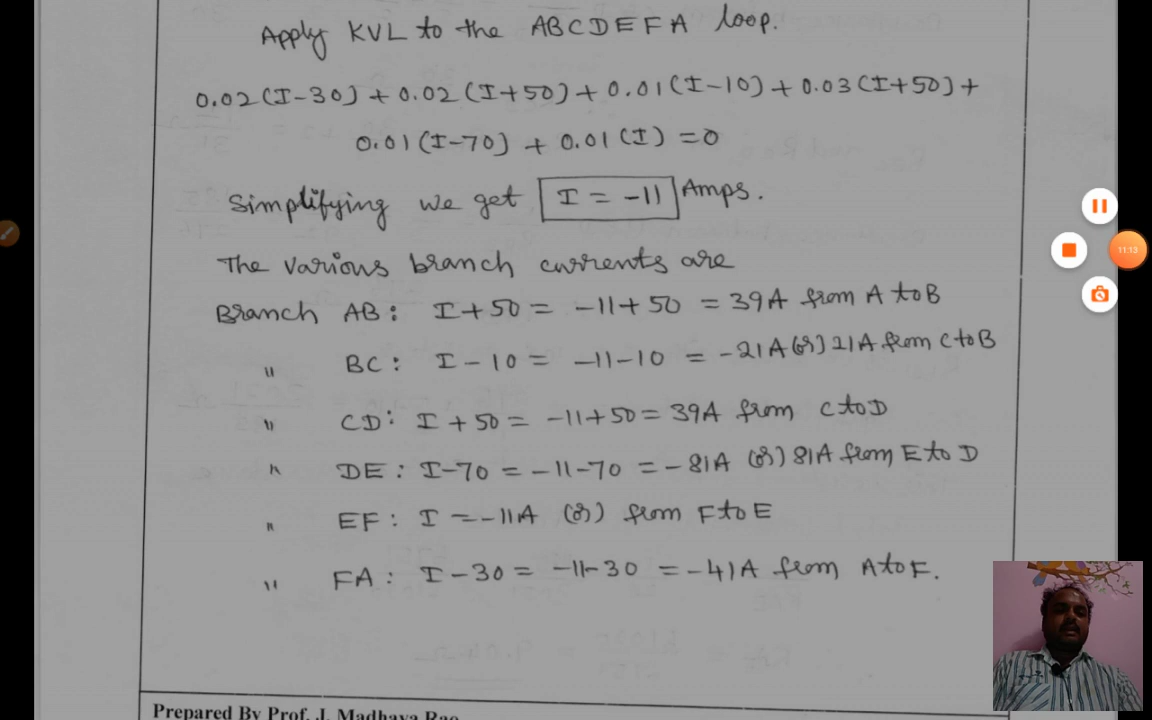 Apply KVL to the ABCDEFA loop.
0.02(I-30) + 0.02(I+50) + 0.01(I-10) + 0.03(I+50) +
0.01(I-70) + 0.01(I) = 0
Simplifying we get I = -11 Amps.
The various branch currents are
Branch AB: I+50 = -11+50 = 39A from A to B
" BC: I-10 = -11-10 = -21A (or) 21A from C to B
" CD: I+50 = -11+50 = 39A from C to D
" DE: I-70 = -11-70 = -81A (or) 81A from E to D
" EF: I = -11A (or) from F to E
" FA: I-30 = -11-30 = -41A from A to F.
Prepared By Prof. J. Madhava Rao
11:13